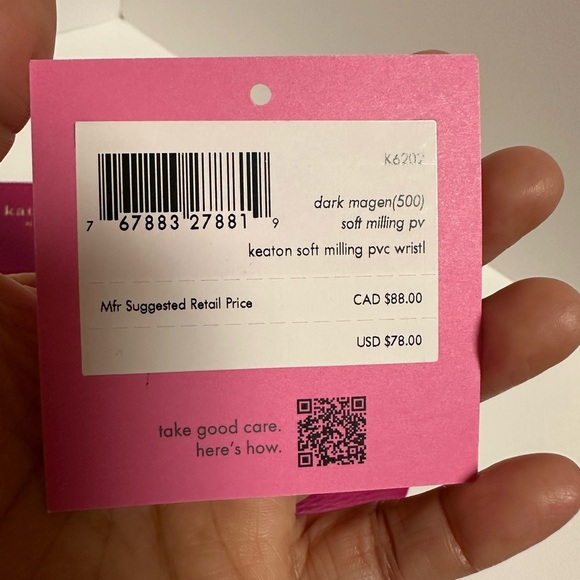 K6202
dark magen(500)
soft milling pv
7 67883 27881 9
keaton soft milling pvc wristl
Mfr Suggested Retail Price CAD $88.00
USD $78.00
take good care.
here's how.